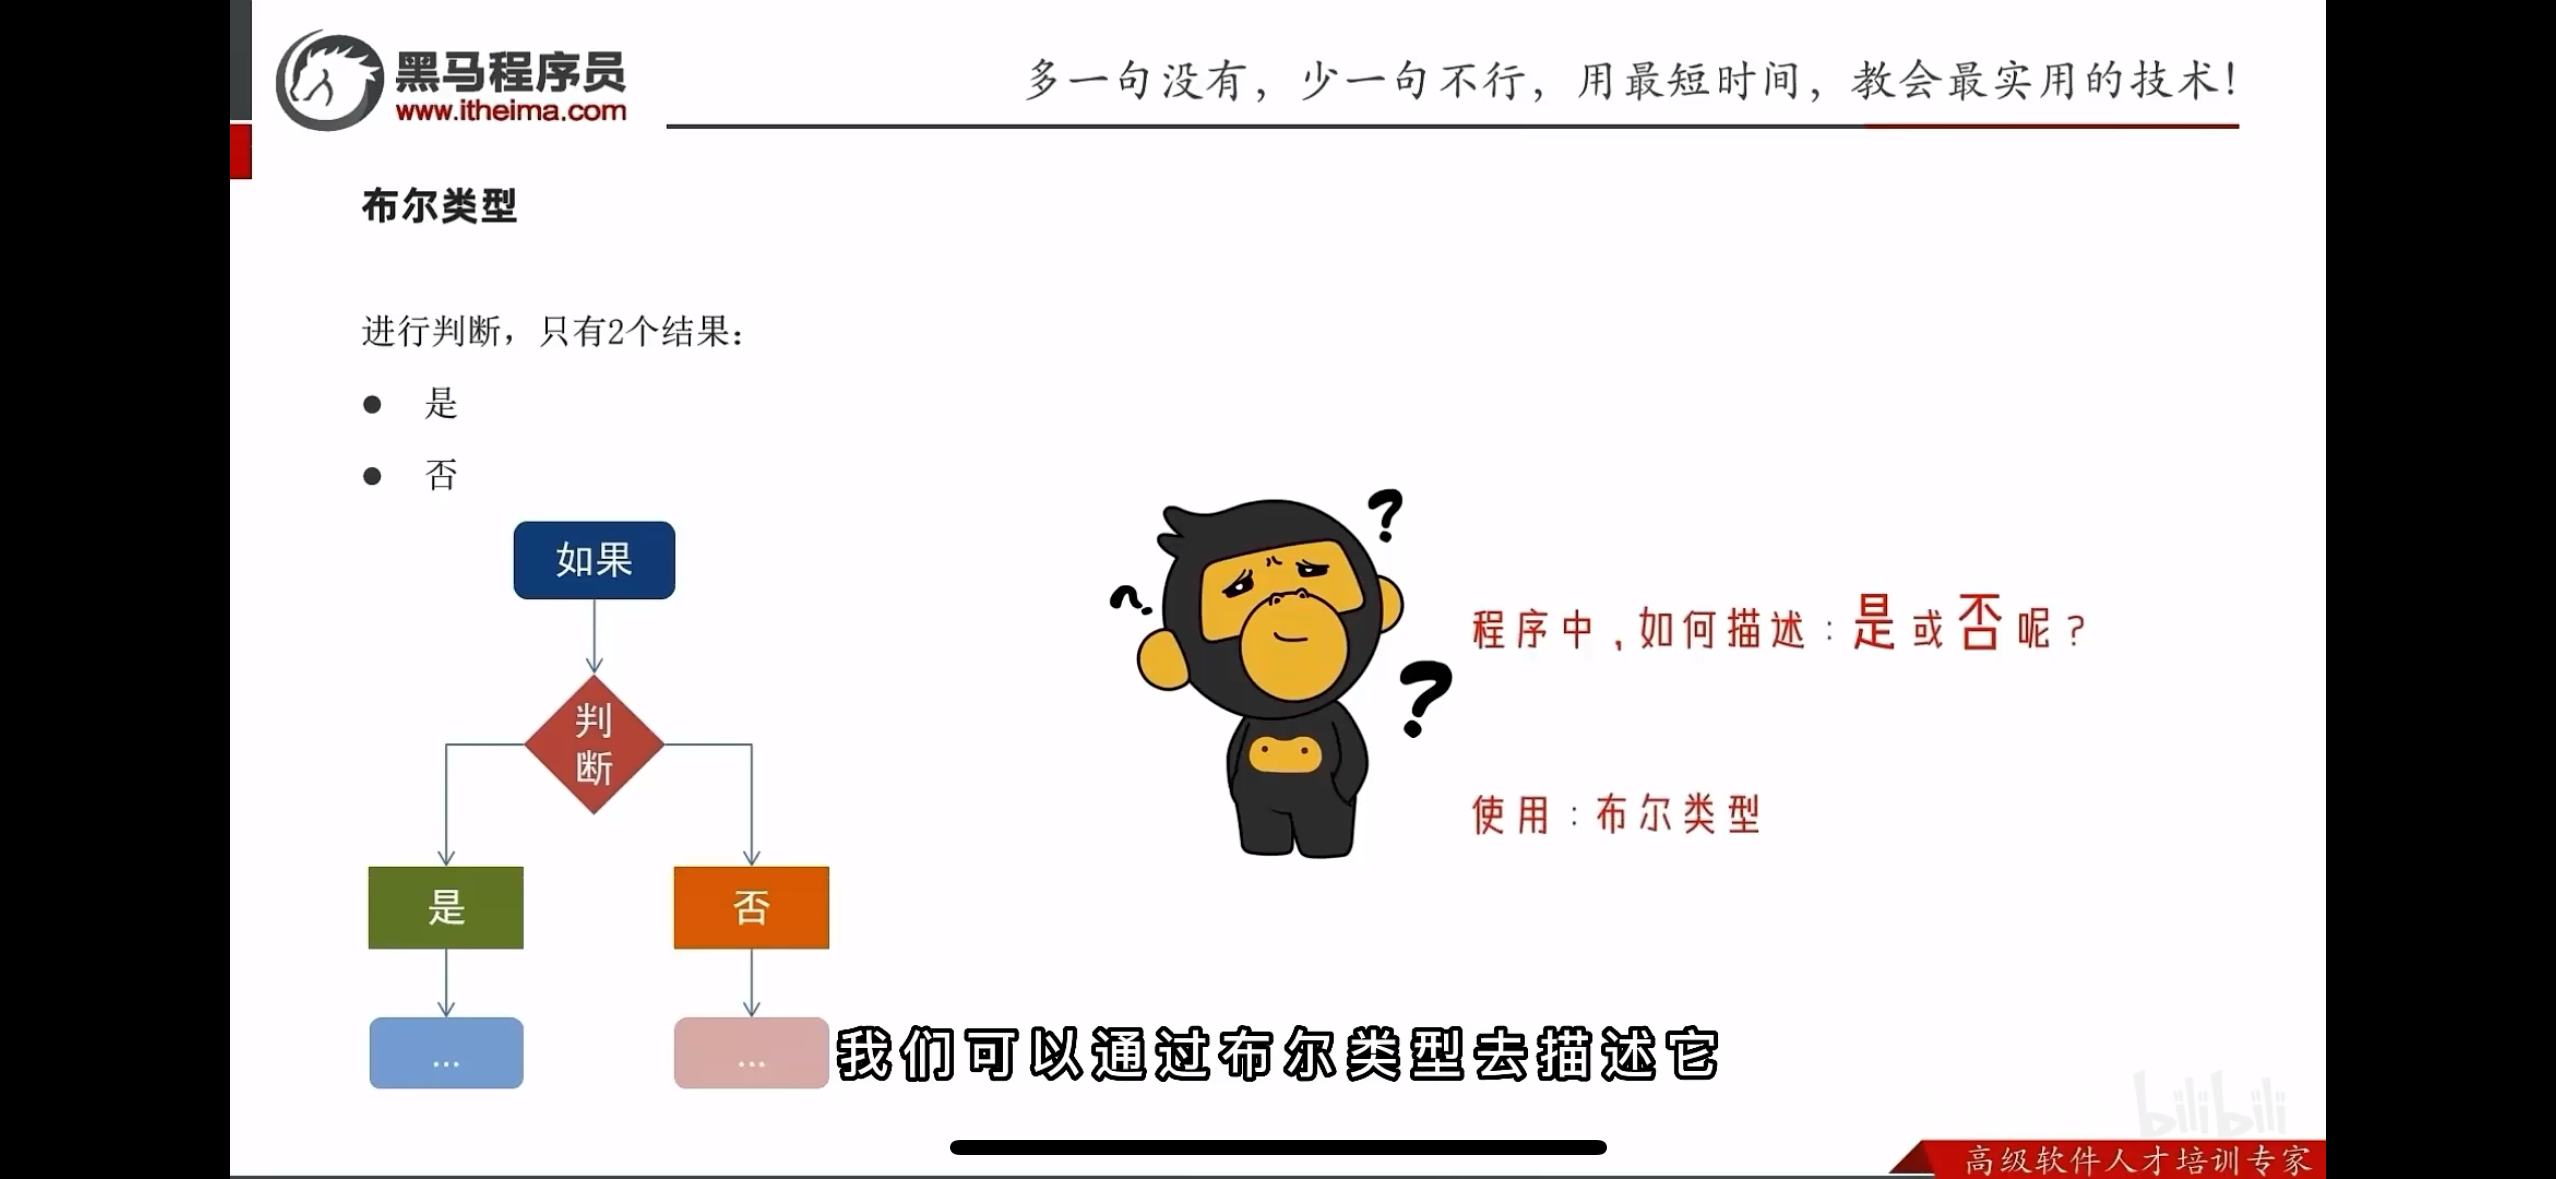 黑马程序员
www.itheima.com
多一句没有，少一句不行，用最短时间，教会最实用的技术！
布尔类型
进行判断，只有2个结果：
● 是
● 否
如果
判
断
是
否
...
...
?
?
?
程序中，如何描述：是或否呢？
使用：布尔类型
我们可以通过布尔类型去描述它
bilibili
高级软件人才培训专家